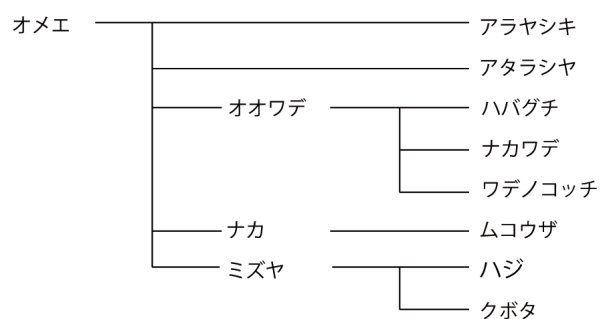 オメエ
アラヤシキ
アタラシヤ
オオワデ
ハバグチ
ナカワデ
ワデノコッチ
ナカ
ムコウザ
ミズヤ
ハジ
クボタ